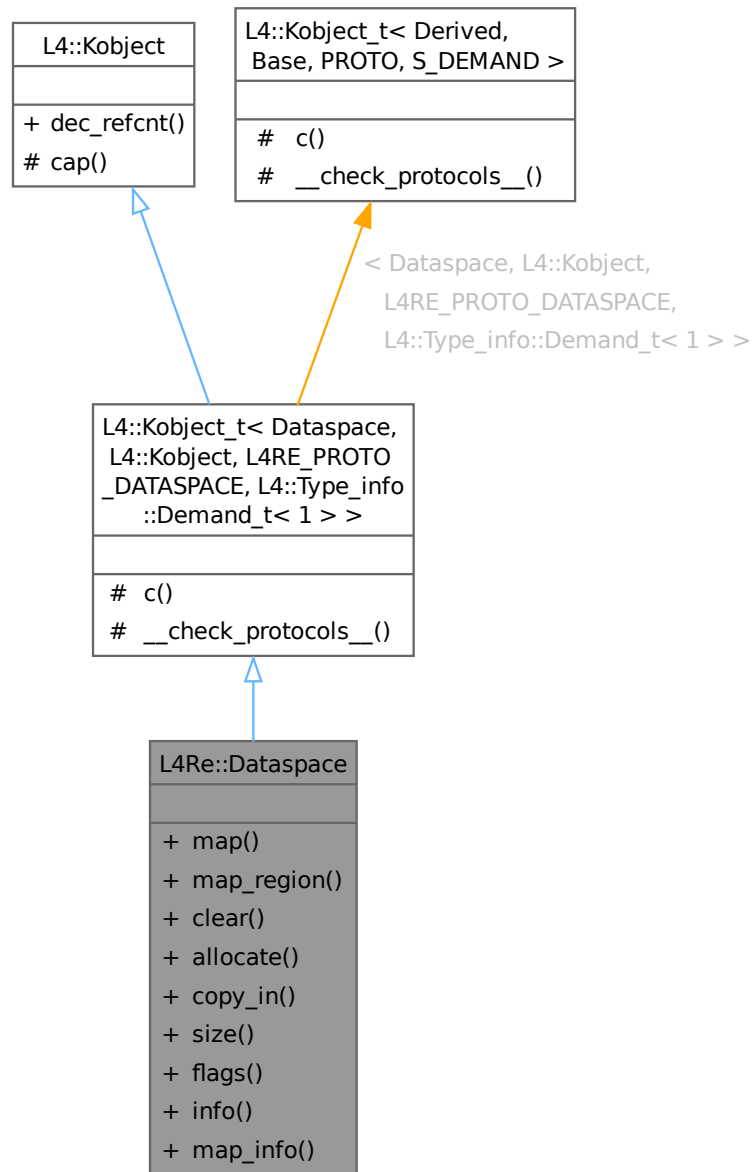 L4::Kobject
+ dec_refcnt()
# cap()
L4::Kobject_t< Derived,
Base, PROTO, S_DEMAND >
# c()
# __check_protocols__()
< Dataspace, L4::Kobject,
L4RE_PROTO_DATASPACE,
L4::Type_info::Demand_t< 1 > >
L4::Kobject_t< Dataspace,
L4::Kobject, L4RE_PROTO
_DATASPACE, L4::Type_info
::Demand_t< 1 > >
# c()
# __check_protocols__()
L4Re::Dataspace
+ map()
+ map_region()
+ clear()
+ allocate()
+ copy_in()
+ size()
+ flags()
+ info()
+ map_info()